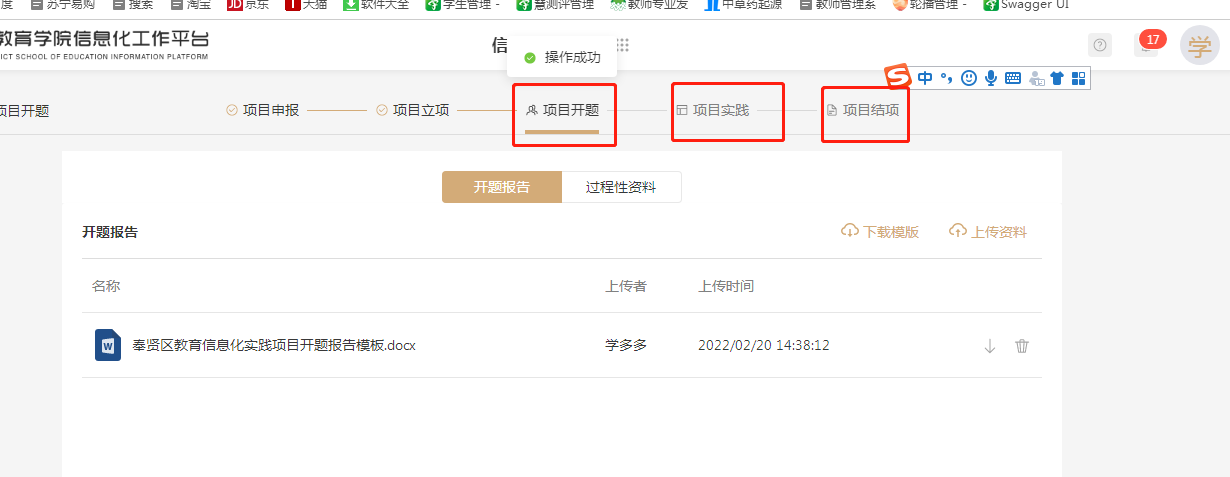 度 苏宁易购 搜索 淘宝 JD 京东 天猫 软件大全 学生管理 - 慧测评管理 教师专业发 中草药起源 教师管理系 轮播管理 - Swagger UI
教育学院信息化工作平台
ICT SCHOOL OF EDUCATION INFORMATION PLATFORM
信
操作成功
17
学
中
项目开题
项目申报
项目立项
项目开题
项目实践
项目结项
开题报告 过程性资料
开题报告
下载模版 上传资料
名称 上传者 上传时间
奉贤区教育信息化实践项目开题报告模板.docx 学多多 2022/02/20 14:38:12